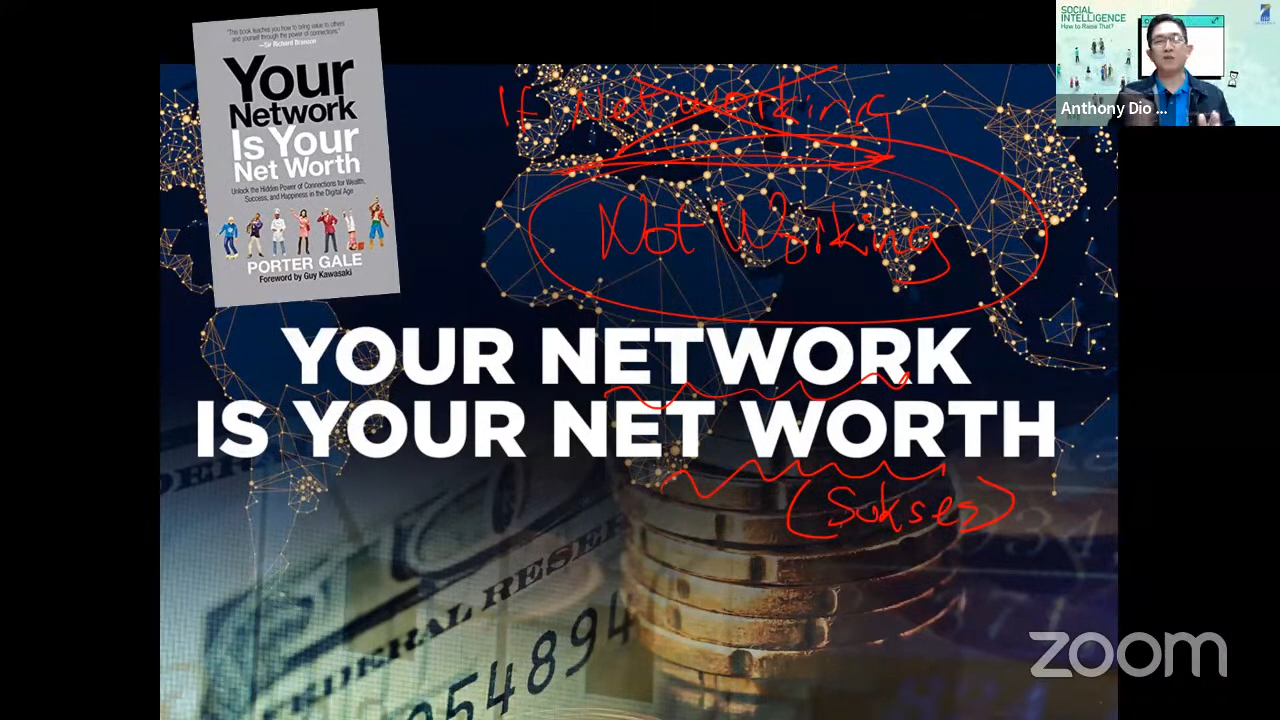 "This book teaches you how to bring value to others
and yourself through the power of connections."
—Sir Richard Branson
Your
Network
Is Your
Net Worth
Unlock the Hidden Power of Connections for Wealth,
Success, and Happiness in the Digital Age
PORTER GALE
Foreword by Guy Kawasaki
If Networking
Not Working
YOUR NETWORK
IS YOUR NET WORTH
(Sukses)
FEDERAL RESERVE
54894
SOCIAL
INTELLIGENCE
How to Raise That?
Anthony Dio ...
zoom